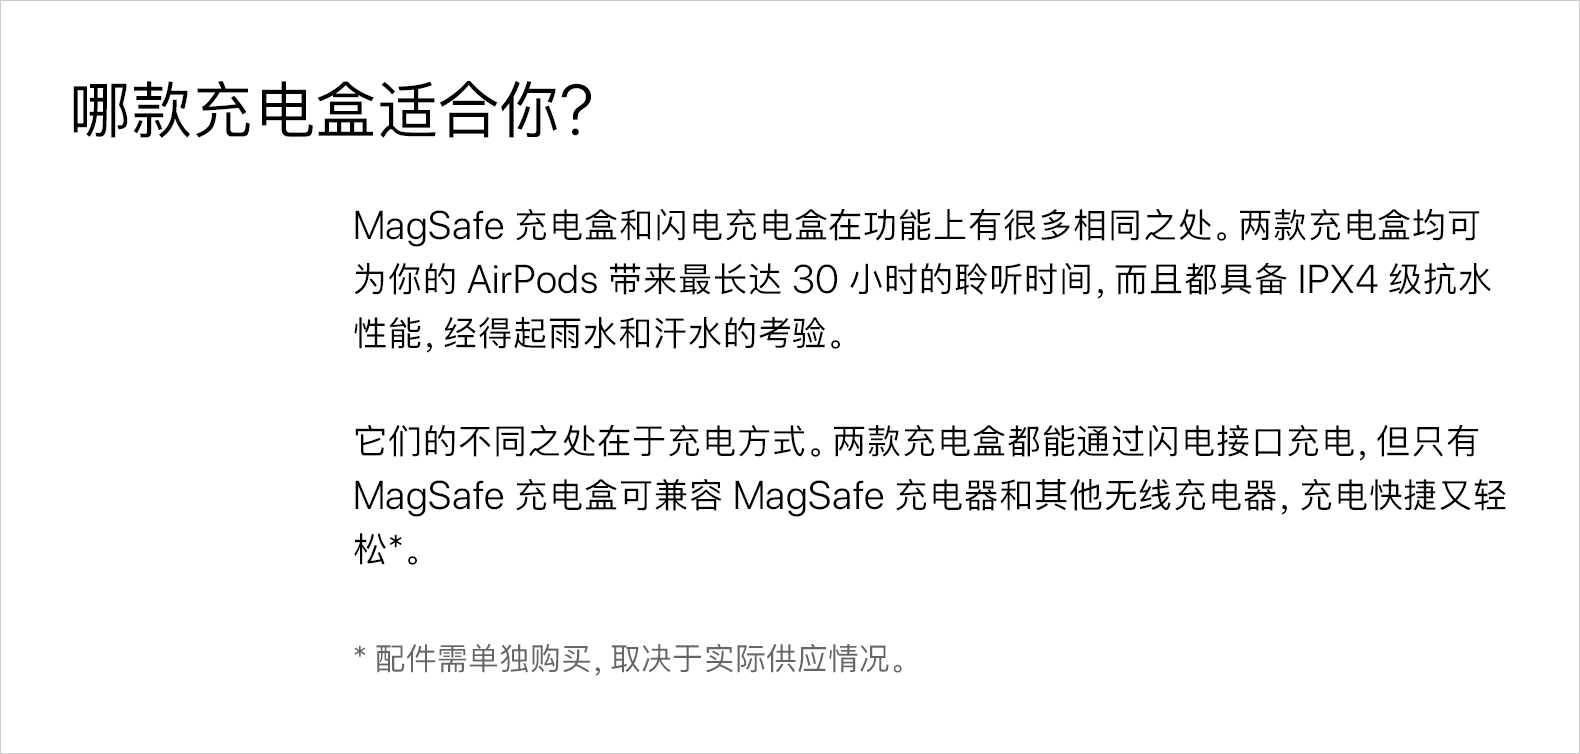 哪款充电盒适合你？
MagSafe 充电盒和闪电充电盒在功能上有很多相同之处。两款充电盒均可
为你的 AirPods 带来最长达 30 小时的聆听时间，而且都具备 IPX4 级抗水
性能，经得起雨水和汗水的考验。
它们的不同之处在于充电方式。两款充电盒都能通过闪电接口充电，但只有
MagSafe 充电盒可兼容 MagSafe 充电器和其他无线充电器，充电快捷又轻
松*。
* 配件需单独购买，取决于实际供应情况。